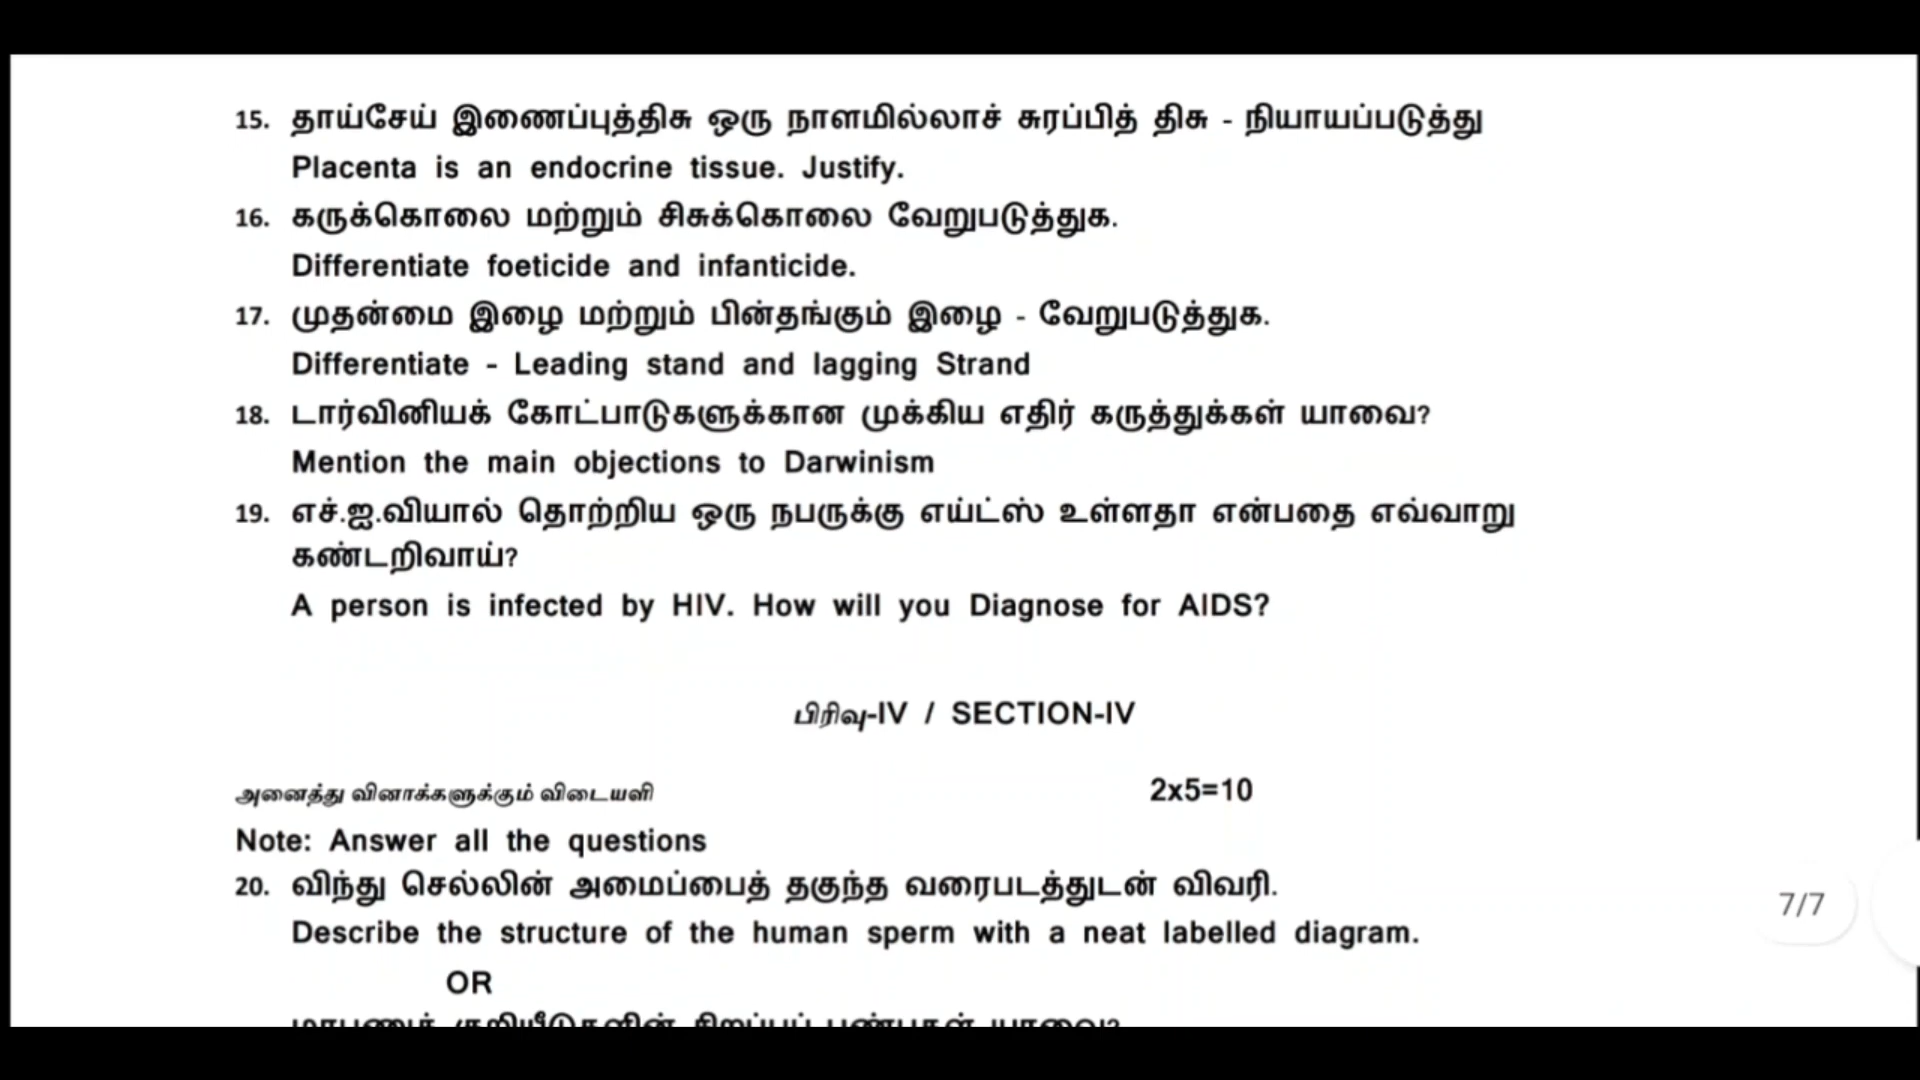 15. தாய்சேய் இணைப்புத்திசு ஒரு நாளமில்லாச் சுரப்பித் திசு - நியாயப்படுத்து
Placenta is an endocrine tissue. Justify.
16. கருக்கொலை மற்றும் சிசுக்கொலை வேறுபடுத்துக.
Differentiate foeticide and infanticide.
17. முதன்மை இழை மற்றும் பின்தங்கும் இழை - வேறுபடுத்துக.
Differentiate - Leading stand and lagging Strand
18. டார்வினியக் கோட்பாடுகளுக்கான முக்கிய எதிர் கருத்துக்கள் யாவை?
Mention the main objections to Darwinism
19. எச்.ஐ.வியால் தொற்றிய ஒரு நபருக்கு எய்ட்ஸ் உள்ளதா என்பதை எவ்வாறு
கண்டறிவாய்?
A person is infected by HIV. How will you Diagnose for AIDS?
பிரிவு-IV / SECTION-IV
அனைத்து வினாக்களுக்கும் விடையளி 2x5=10
Note: Answer all the questions
20. விந்து செல்லின் அமைப்பைத் தகுந்த வரைபடத்துடன் விவரி.
7/7
Describe the structure of the human sperm with a neat labelled diagram.
OR
மரபணுக் குறியீடுகளின் சிறப்புப் பண்புகள் யாவை?